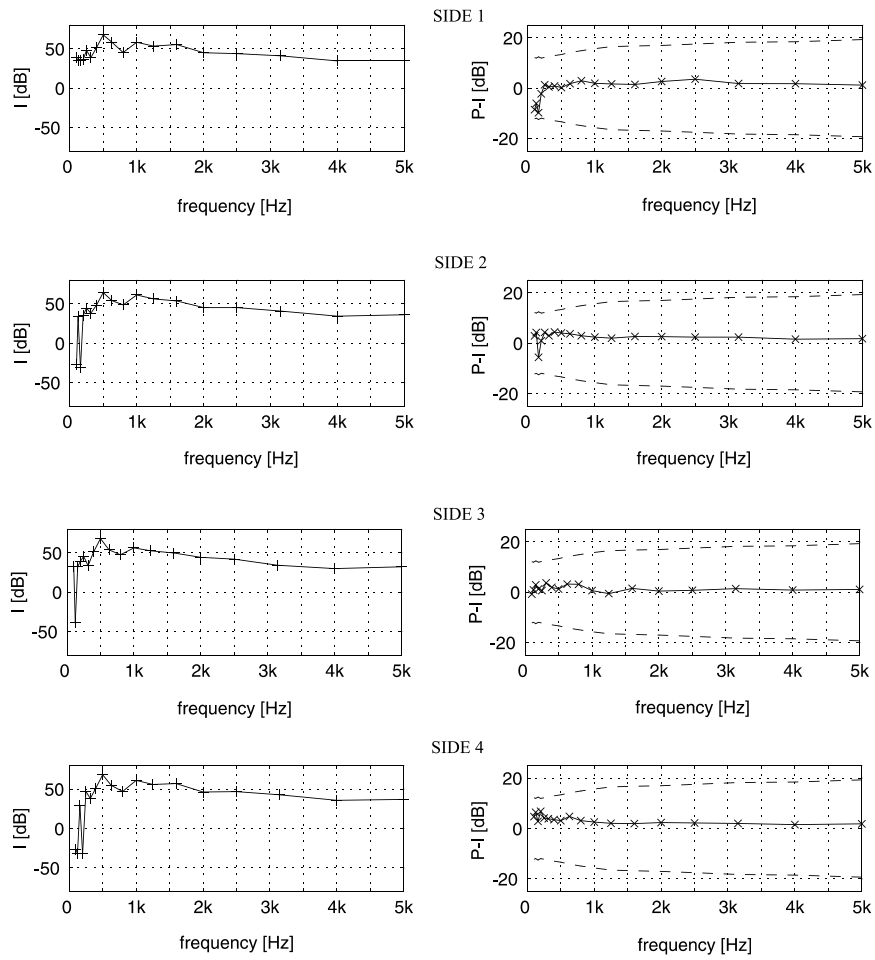 SIDE 1
I [dB]
50
0
-50
0 1k 2k 3k 4k 5k
frequency [Hz]
P-I [dB]
20
0
-20
0 1k 2k 3k 4k 5k
frequency [Hz]
SIDE 2
I [dB]
50
0
-50
0 1k 2k 3k 4k 5k
frequency [Hz]
P-I [dB]
20
0
-20
0 1k 2k 3k 4k 5k
frequency [Hz]
SIDE 3
I [dB]
50
0
-50
0 1k 2k 3k 4k 5k
frequency [Hz]
P-I [dB]
20
0
-20
0 1k 2k 3k 4k 5k
frequency [Hz]
SIDE 4
I [dB]
50
0
-50
0 1k 2k 3k 4k 5k
frequency [Hz]
P-I [dB]
20
0
-20
0 1k 2k 3k 4k 5k
frequency [Hz]